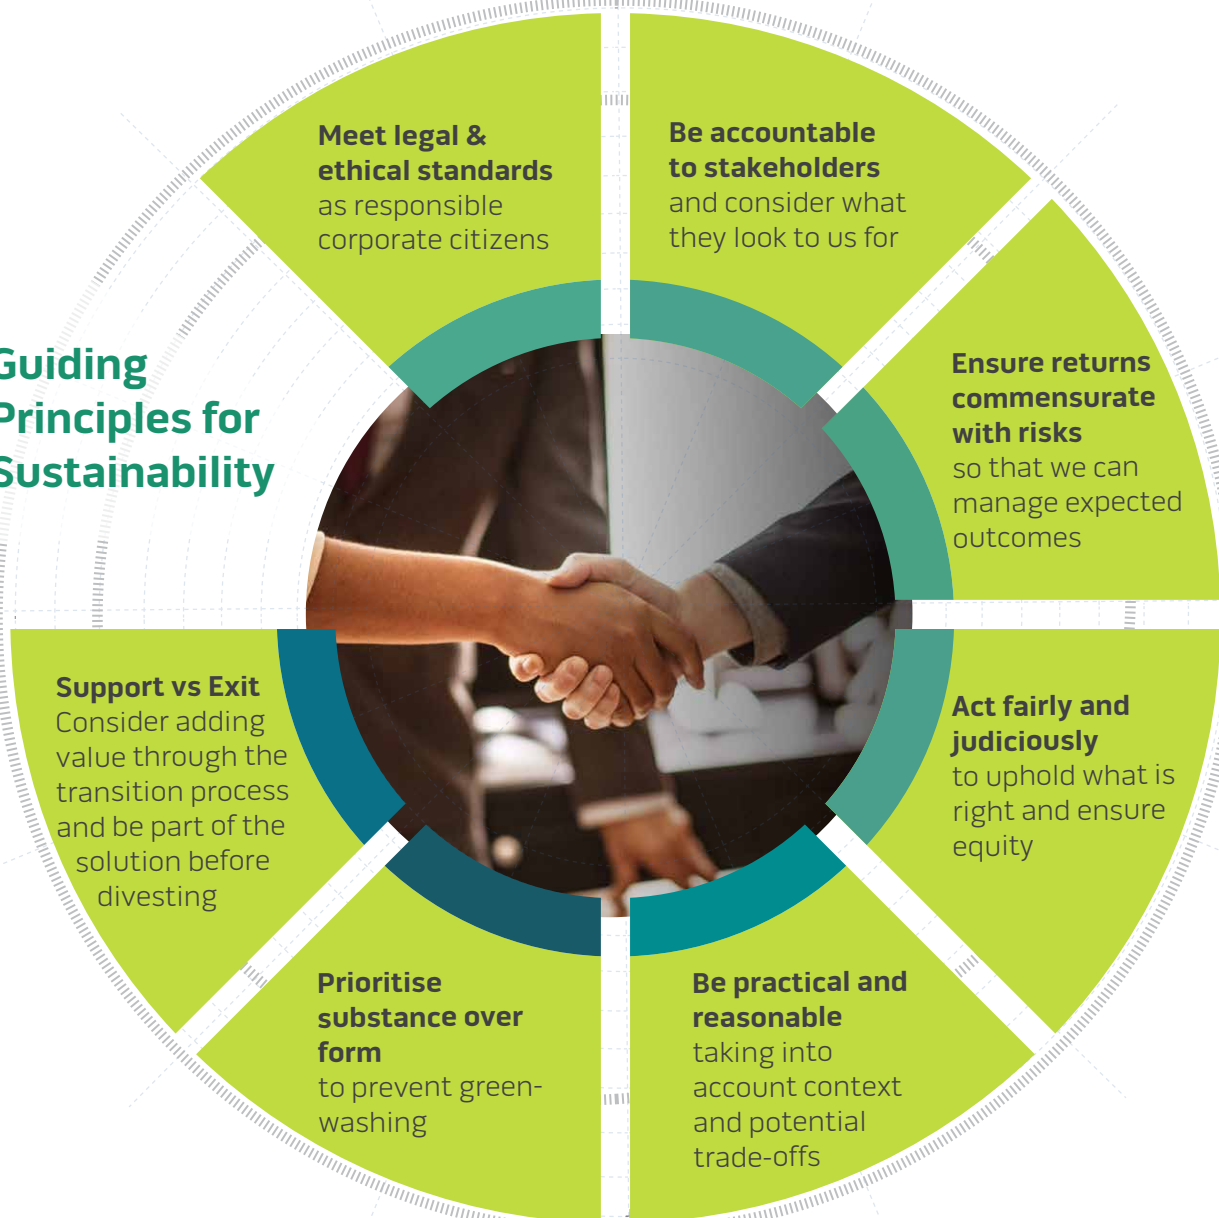 Guiding
Principles for
Sustainability
Meet legal &
ethical standards
as responsible
corporate citizens
Be accountable
to stakeholders
and consider what
they look to us for
Ensure returns
commensurate
with risks
so that we can
manage expected
outcomes
Act fairly and
judiciously
to uphold what is
right and ensure
equity
Be practical and
reasonable
taking into
account context
and potential
trade-offs
Prioritise
substance over
form
to prevent green-
washing
Support vs Exit
Consider adding
value through the
transition process
and be part of the
solution before
divesting